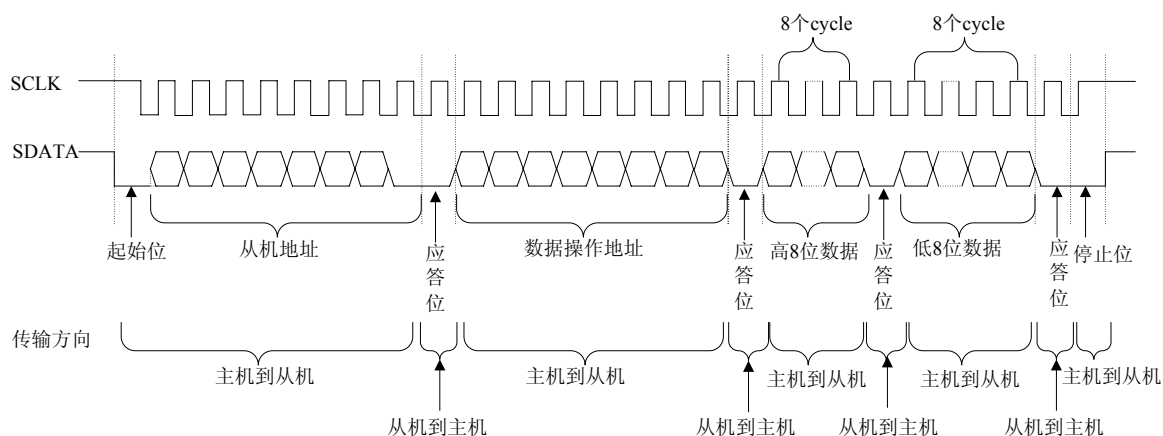 8个cycle
8个cycle
SCLK
SDATA
起始位
从机地址
应答位
数据操作地址
应答位
高8位数据
应答位
低8位数据
应答位
停止位
传输方向
主机到从机
主机到从机
主机到从机
主机到从机
主机到从机
从机到主机
从机到主机
从机到主机
从机到主机